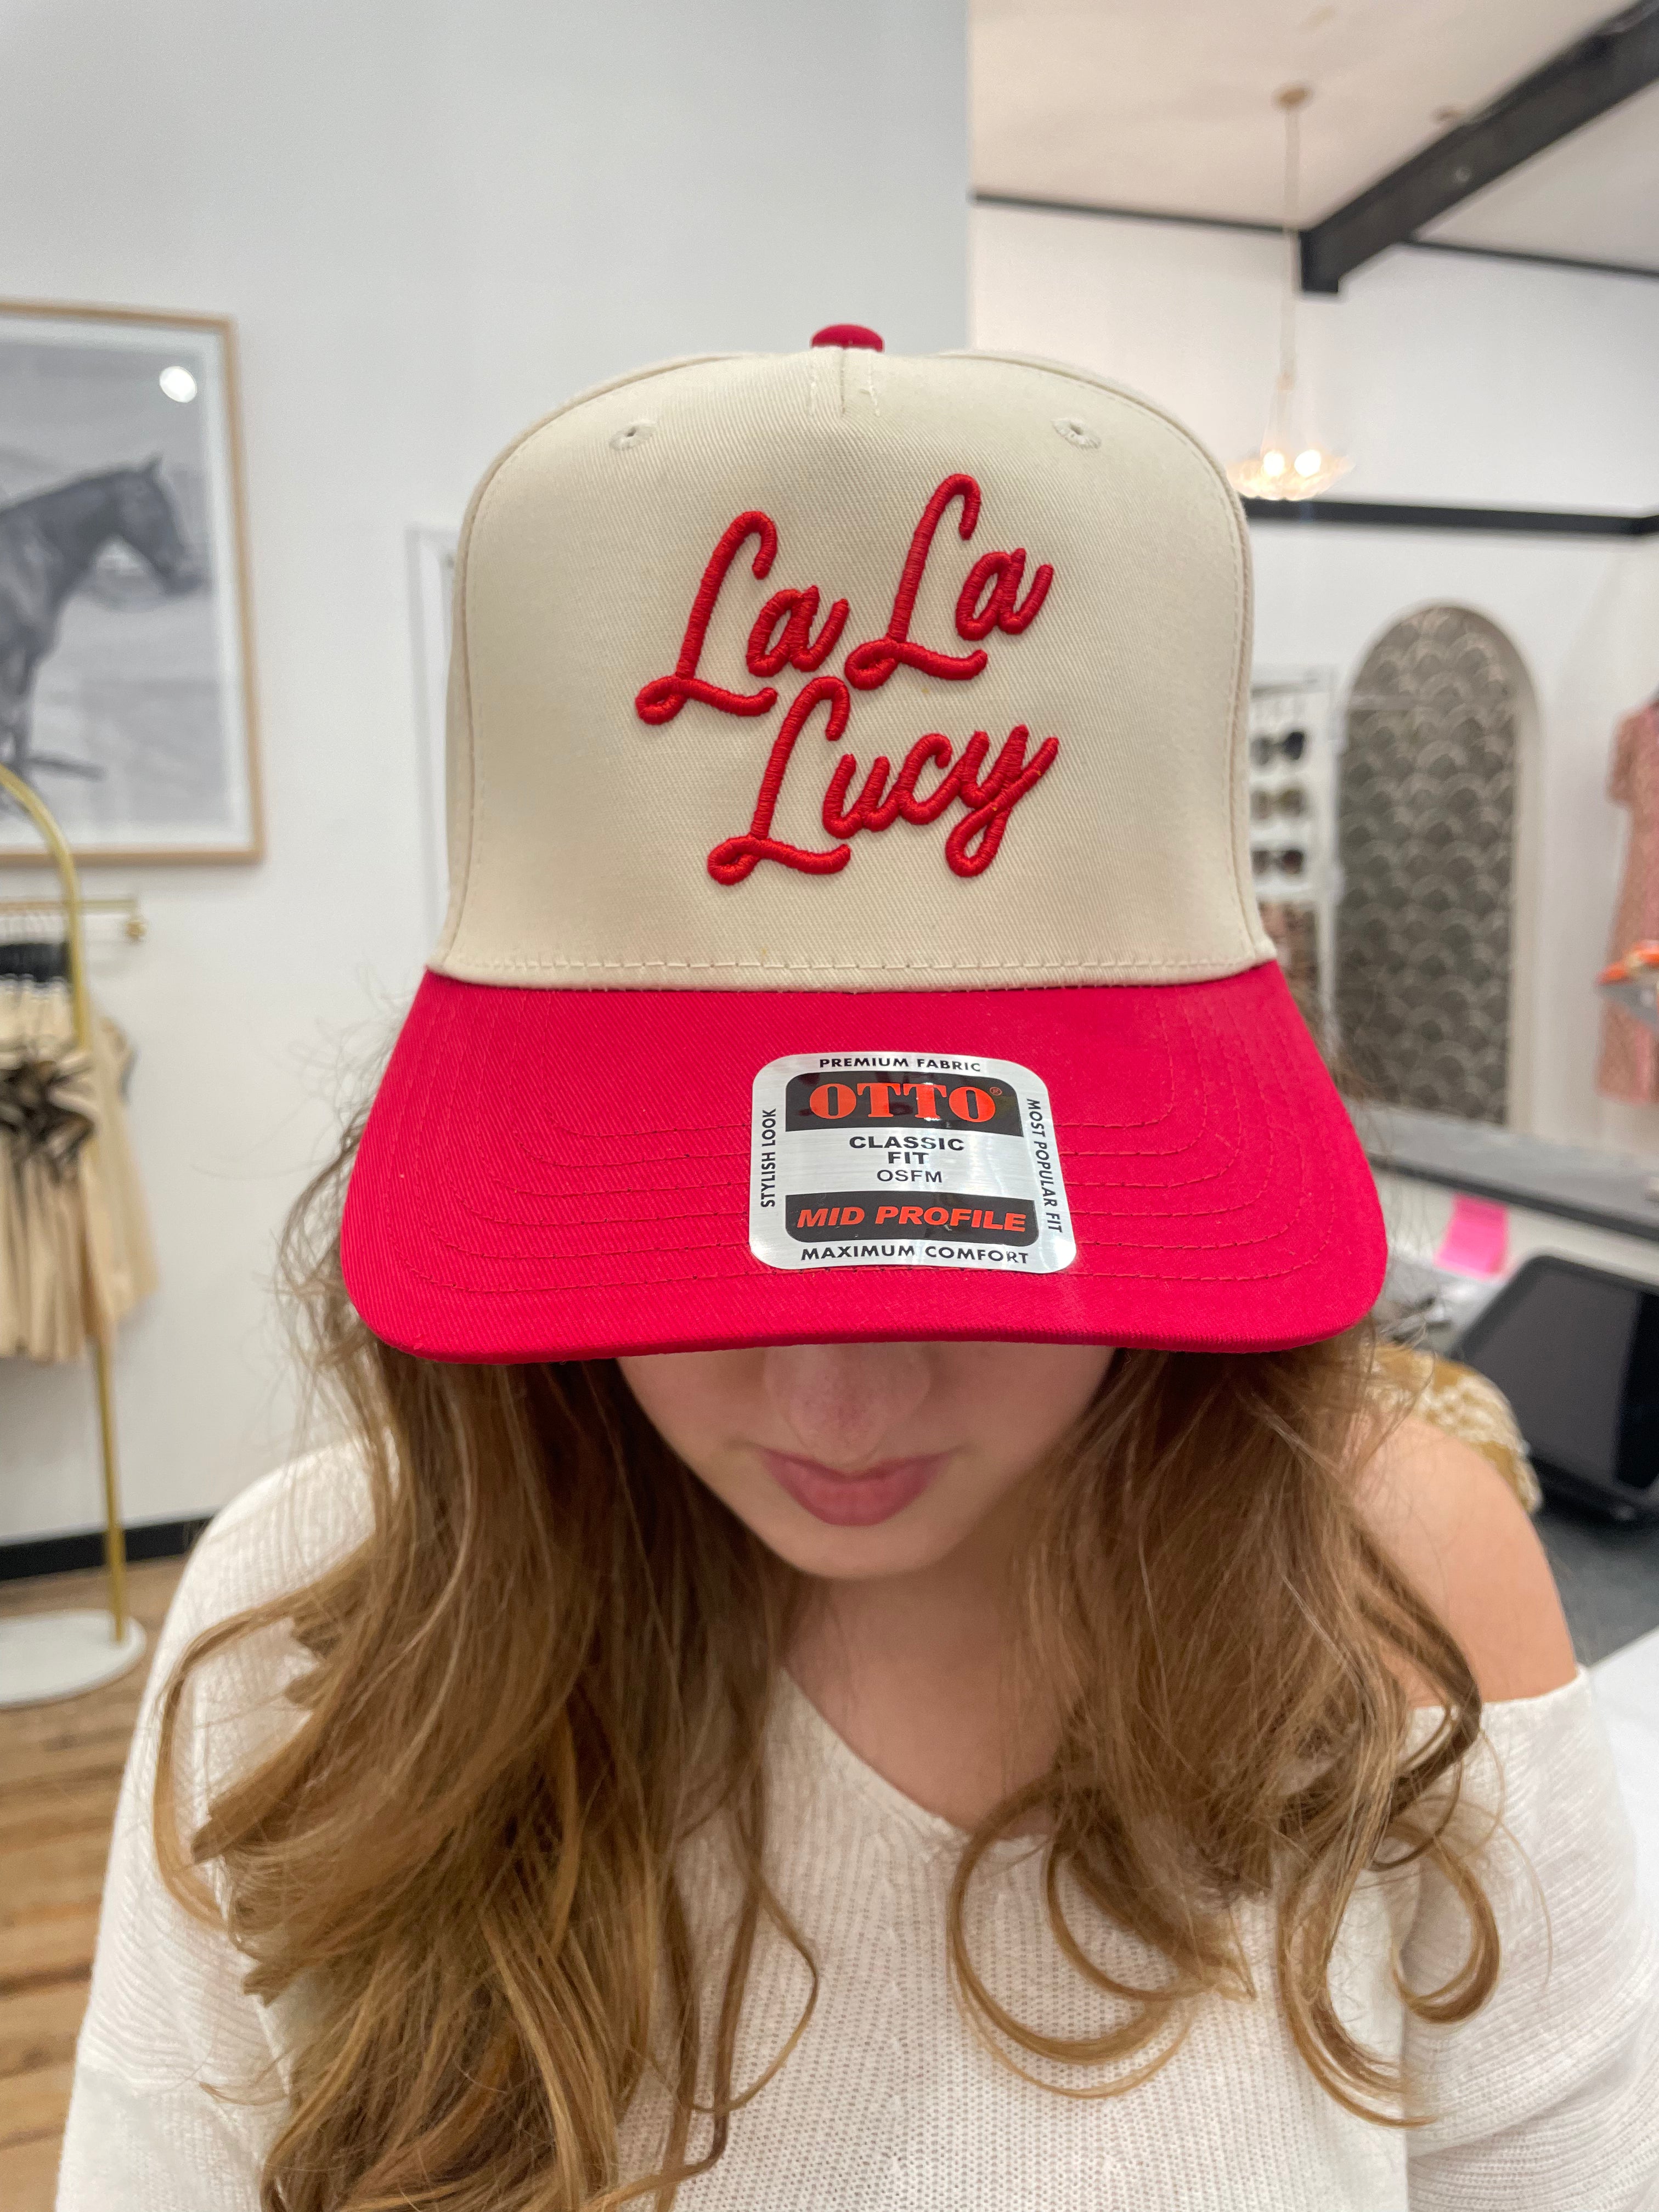 La La
Lucy
PREMIUM FABRIC
OTTO®
STYLISH LOOK
CLASSIC
FIT
OSFM
MOST POPULAR FIT
MID PROFILE
MAXIMUM COMFORT